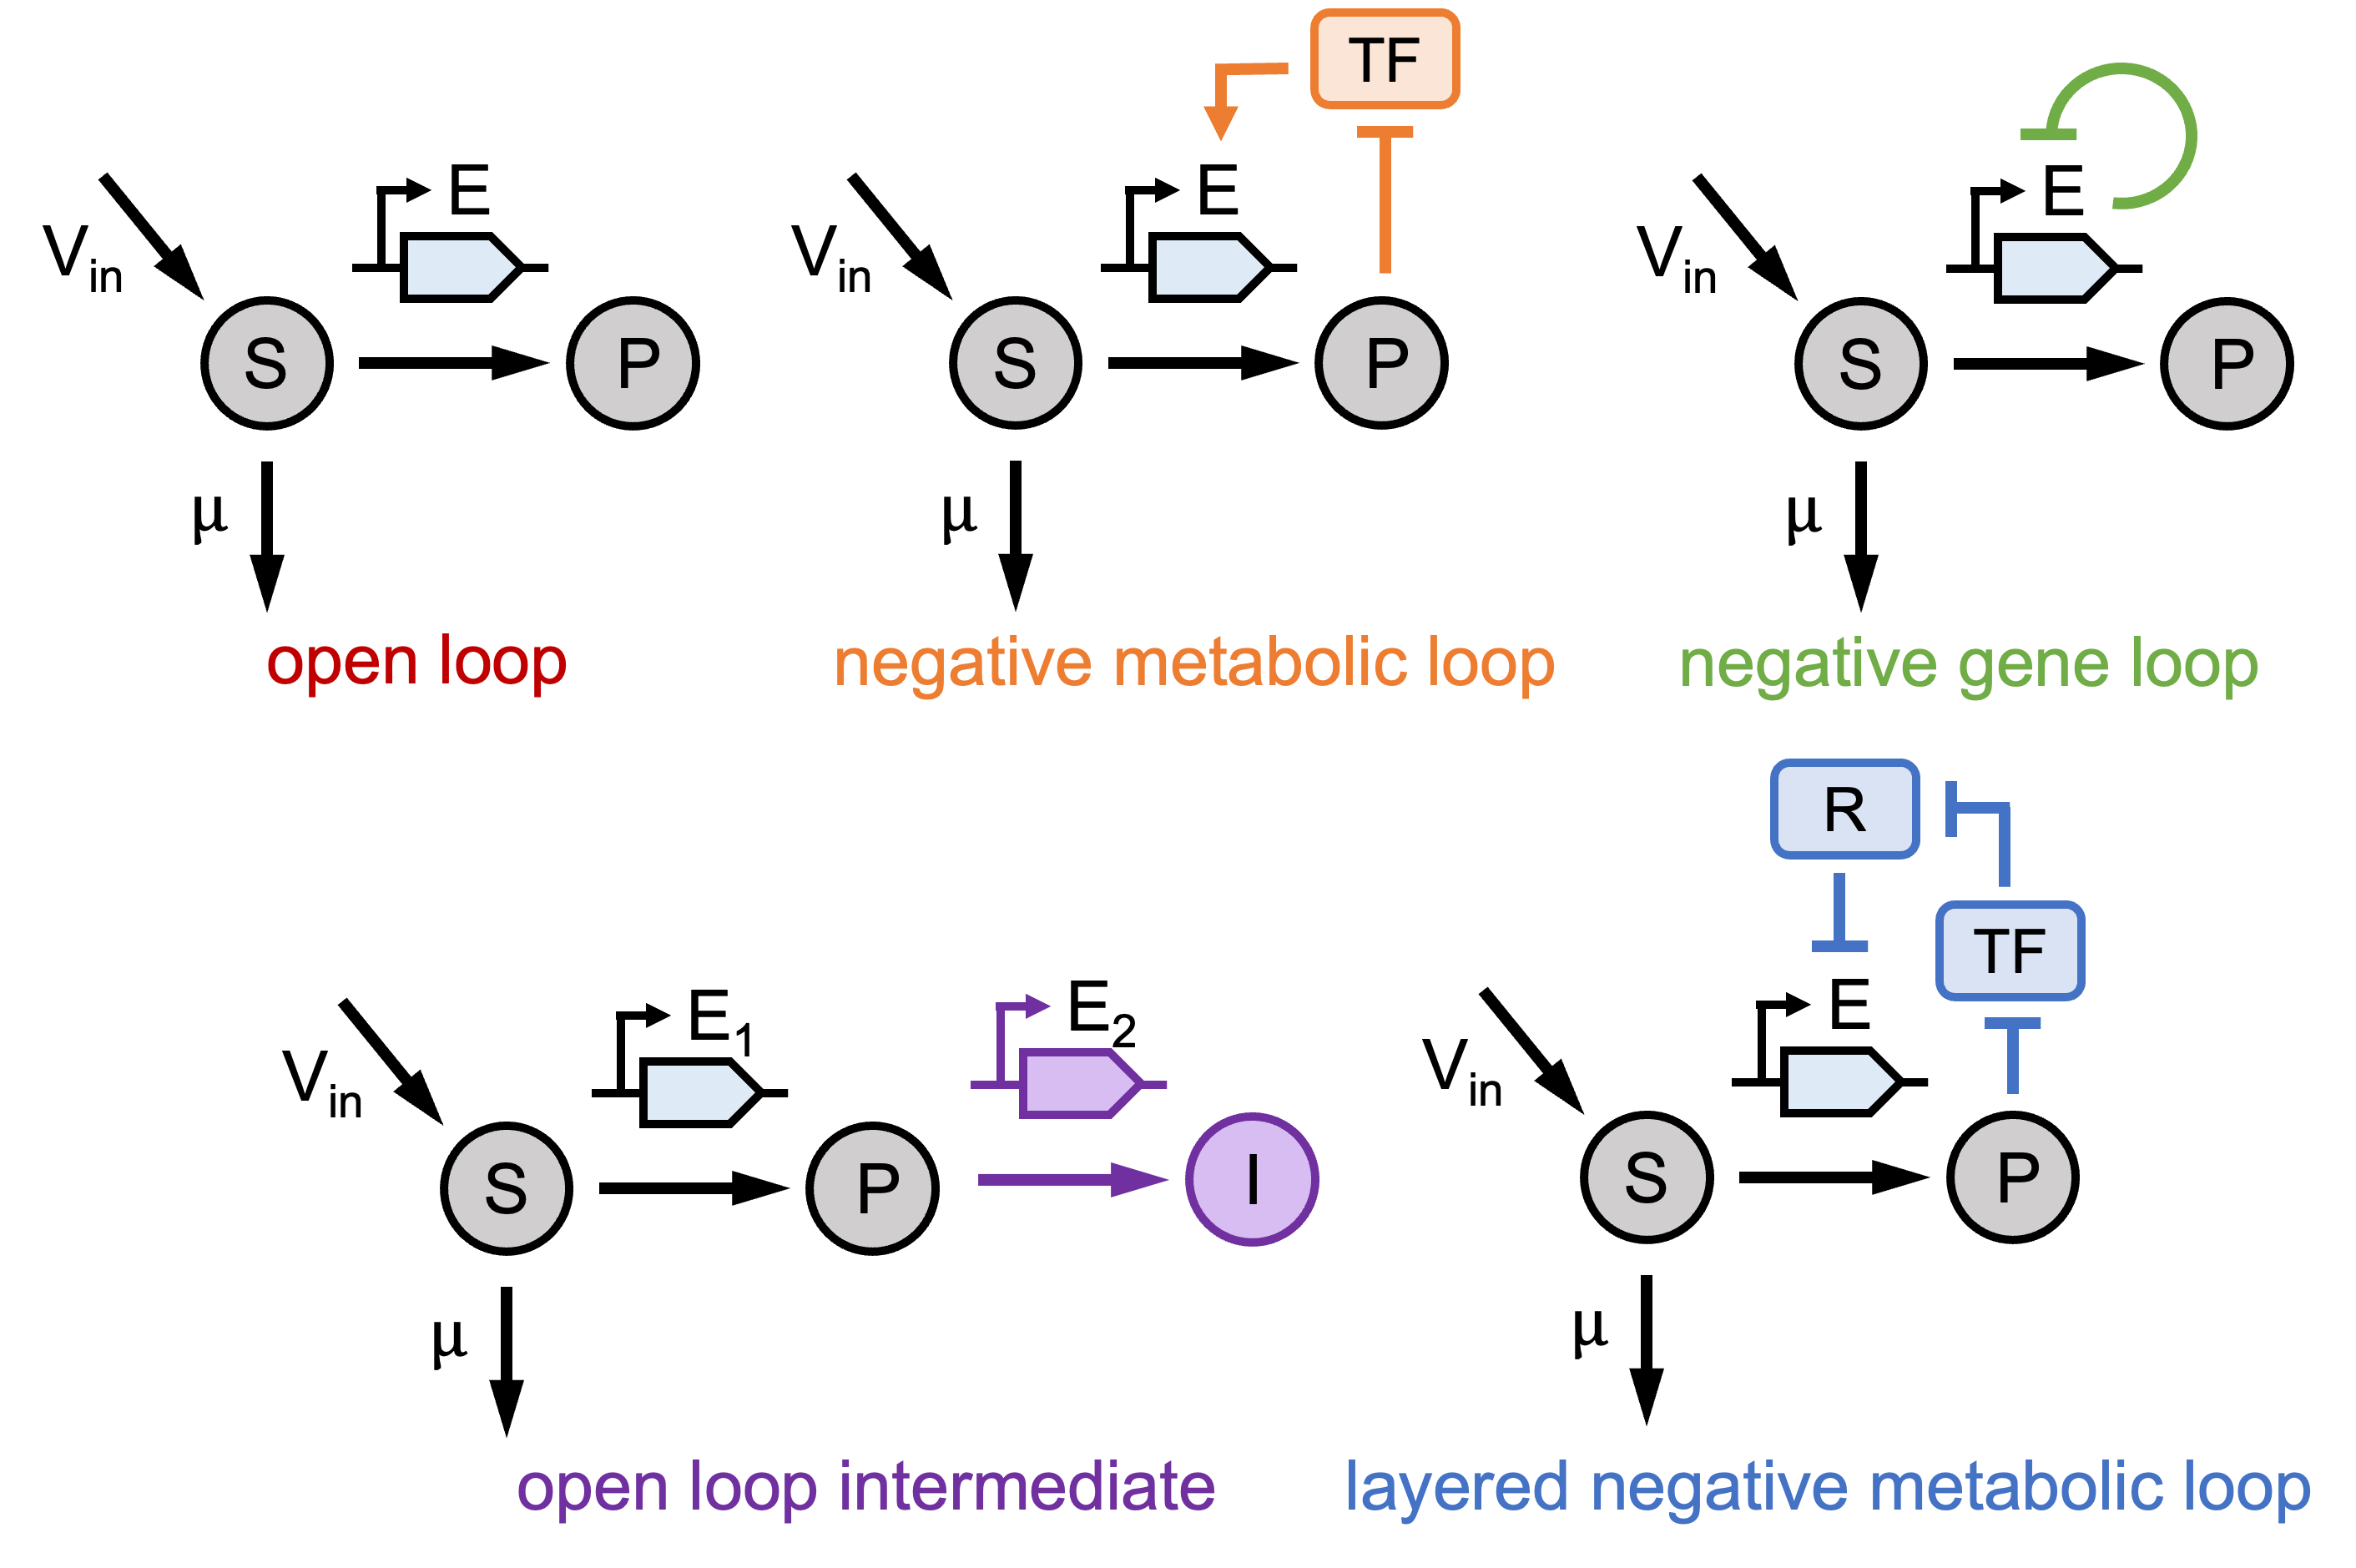 TF
E
E
E
Vin
Vin
Vin
S
P
S
P
S
P
μ
μ
μ
open loop
negative metabolic loop
negative gene loop
R
TF
E1
E2
E
Vin
Vin
S
P
I
S
P
μ
μ
open loop intermediate
layered negative metabolic loop